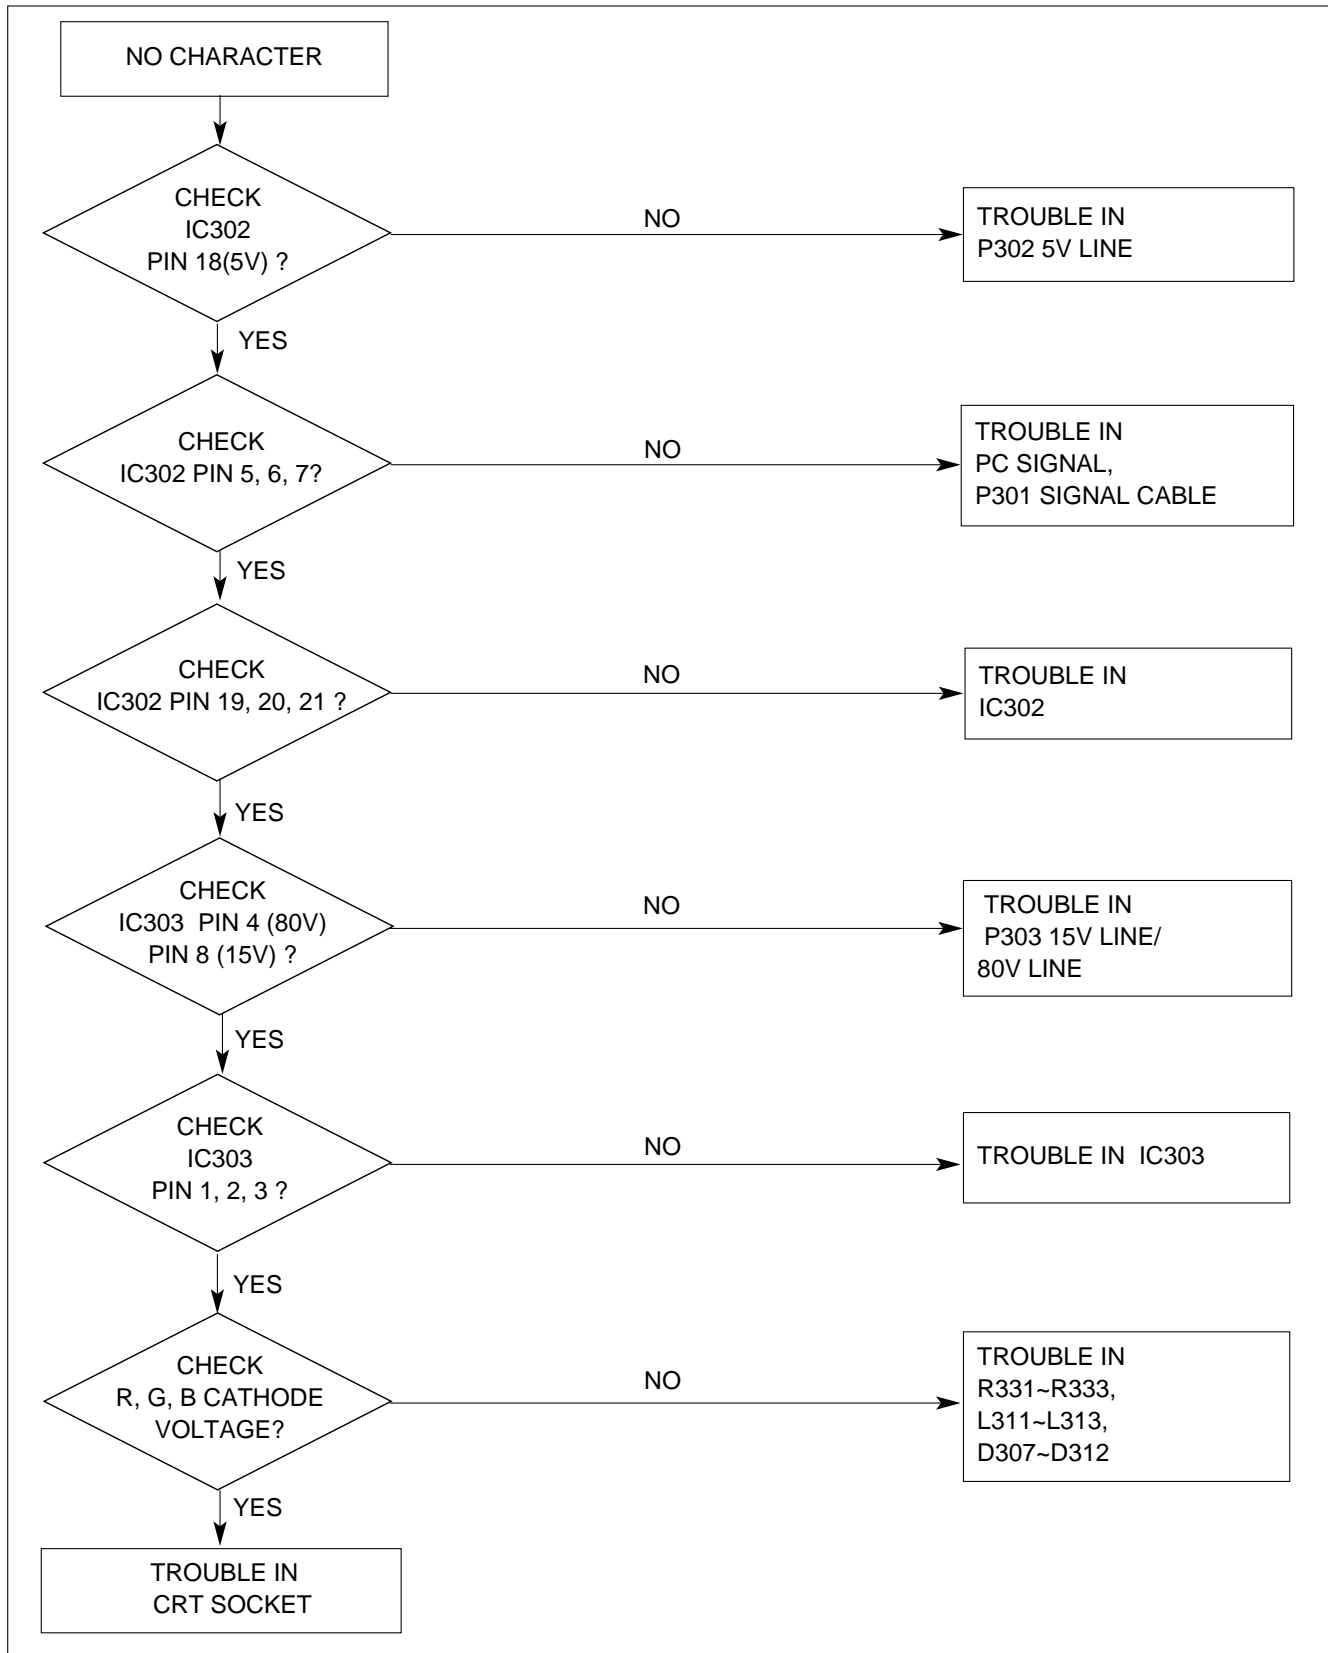 NO CHARACTER
CHECK
IC302
PIN 18(5V) ?
NO
TROUBLE IN
P302 5V LINE
YES
CHECK
IC302 PIN 5, 6, 7?
NO
TROUBLE IN
PC SIGNAL,
P301 SIGNAL CABLE
YES
CHECK
IC302 PIN 19, 20, 21 ?
NO
TROUBLE IN
IC302
YES
CHECK
IC303 PIN 4 (80V)
PIN 8 (15V) ?
NO
TROUBLE IN
P303 15V LINE/
80V LINE
YES
CHECK
IC303
PIN 1, 2, 3 ?
NO
TROUBLE IN IC303
YES
CHECK
R, G, B CATHODE
VOLTAGE?
NO
TROUBLE IN
R331~R333,
L311~L313,
D307~D312
YES
TROUBLE IN
CRT SOCKET